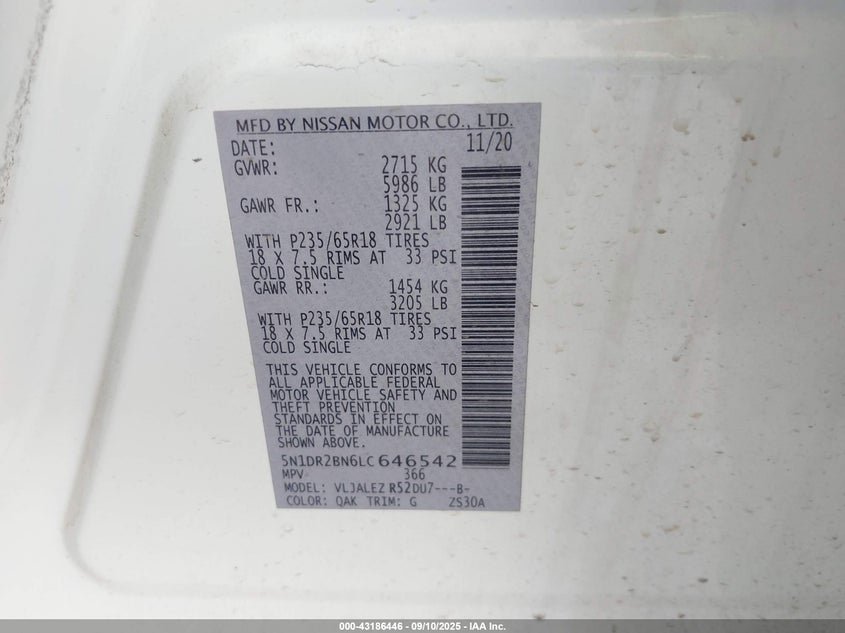 MFD BY NISSAN MOTOR CO., LTD.
DATE: 11/20
GVWR: 2715 KG
5986 LB
GAWR FR.: 1325 KG
2921 LB
WITH P235/65R18 TIRES
18 X 7.5 RIMS AT 33 PSI
COLD SINGLE
GAWR RR.: 1454 KG
3205 LB
WITH P235/65R18 TIRES
18 X 7.5 RIMS AT 33 PSI
COLD SINGLE
THIS VEHICLE CONFORMS TO
ALL APPLICABLE FEDERAL
MOTOR VEHICLE SAFETY AND
THEFT PREVENTION
STANDARDS IN EFFECT ON
THE DATE OF MANUFACTURE
SHOWN ABOVE.
5N1DR2BN6LC646542
MPV 366
MODEL: VLJALEZ R52DU7---B-
COLOR: QAK TRIM: G ZS30A
000-43186446 - 09/10/2025 - IAA Inc.